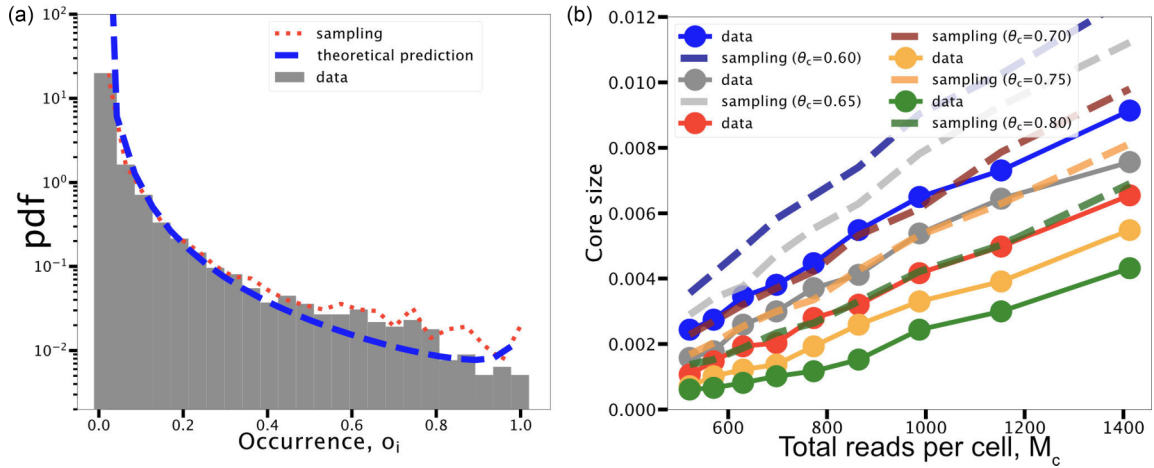 (a)
sampling
theoretical prediction
data
pdf
10²
10¹
10⁰
10⁻¹
10⁻²
0.0 0.2 0.4 0.6 0.8 1.0
Occurrence, oᵢ
(b)
data
sampling (θc=0.60)
data
sampling (θc=0.65)
data
sampling (θc=0.70)
data
sampling (θc=0.75)
data
sampling (θc=0.80)
Core size
0.012
0.010
0.008
0.006
0.004
0.002
0.000
600 800 1000 1200 1400
Total reads per cell, M_c